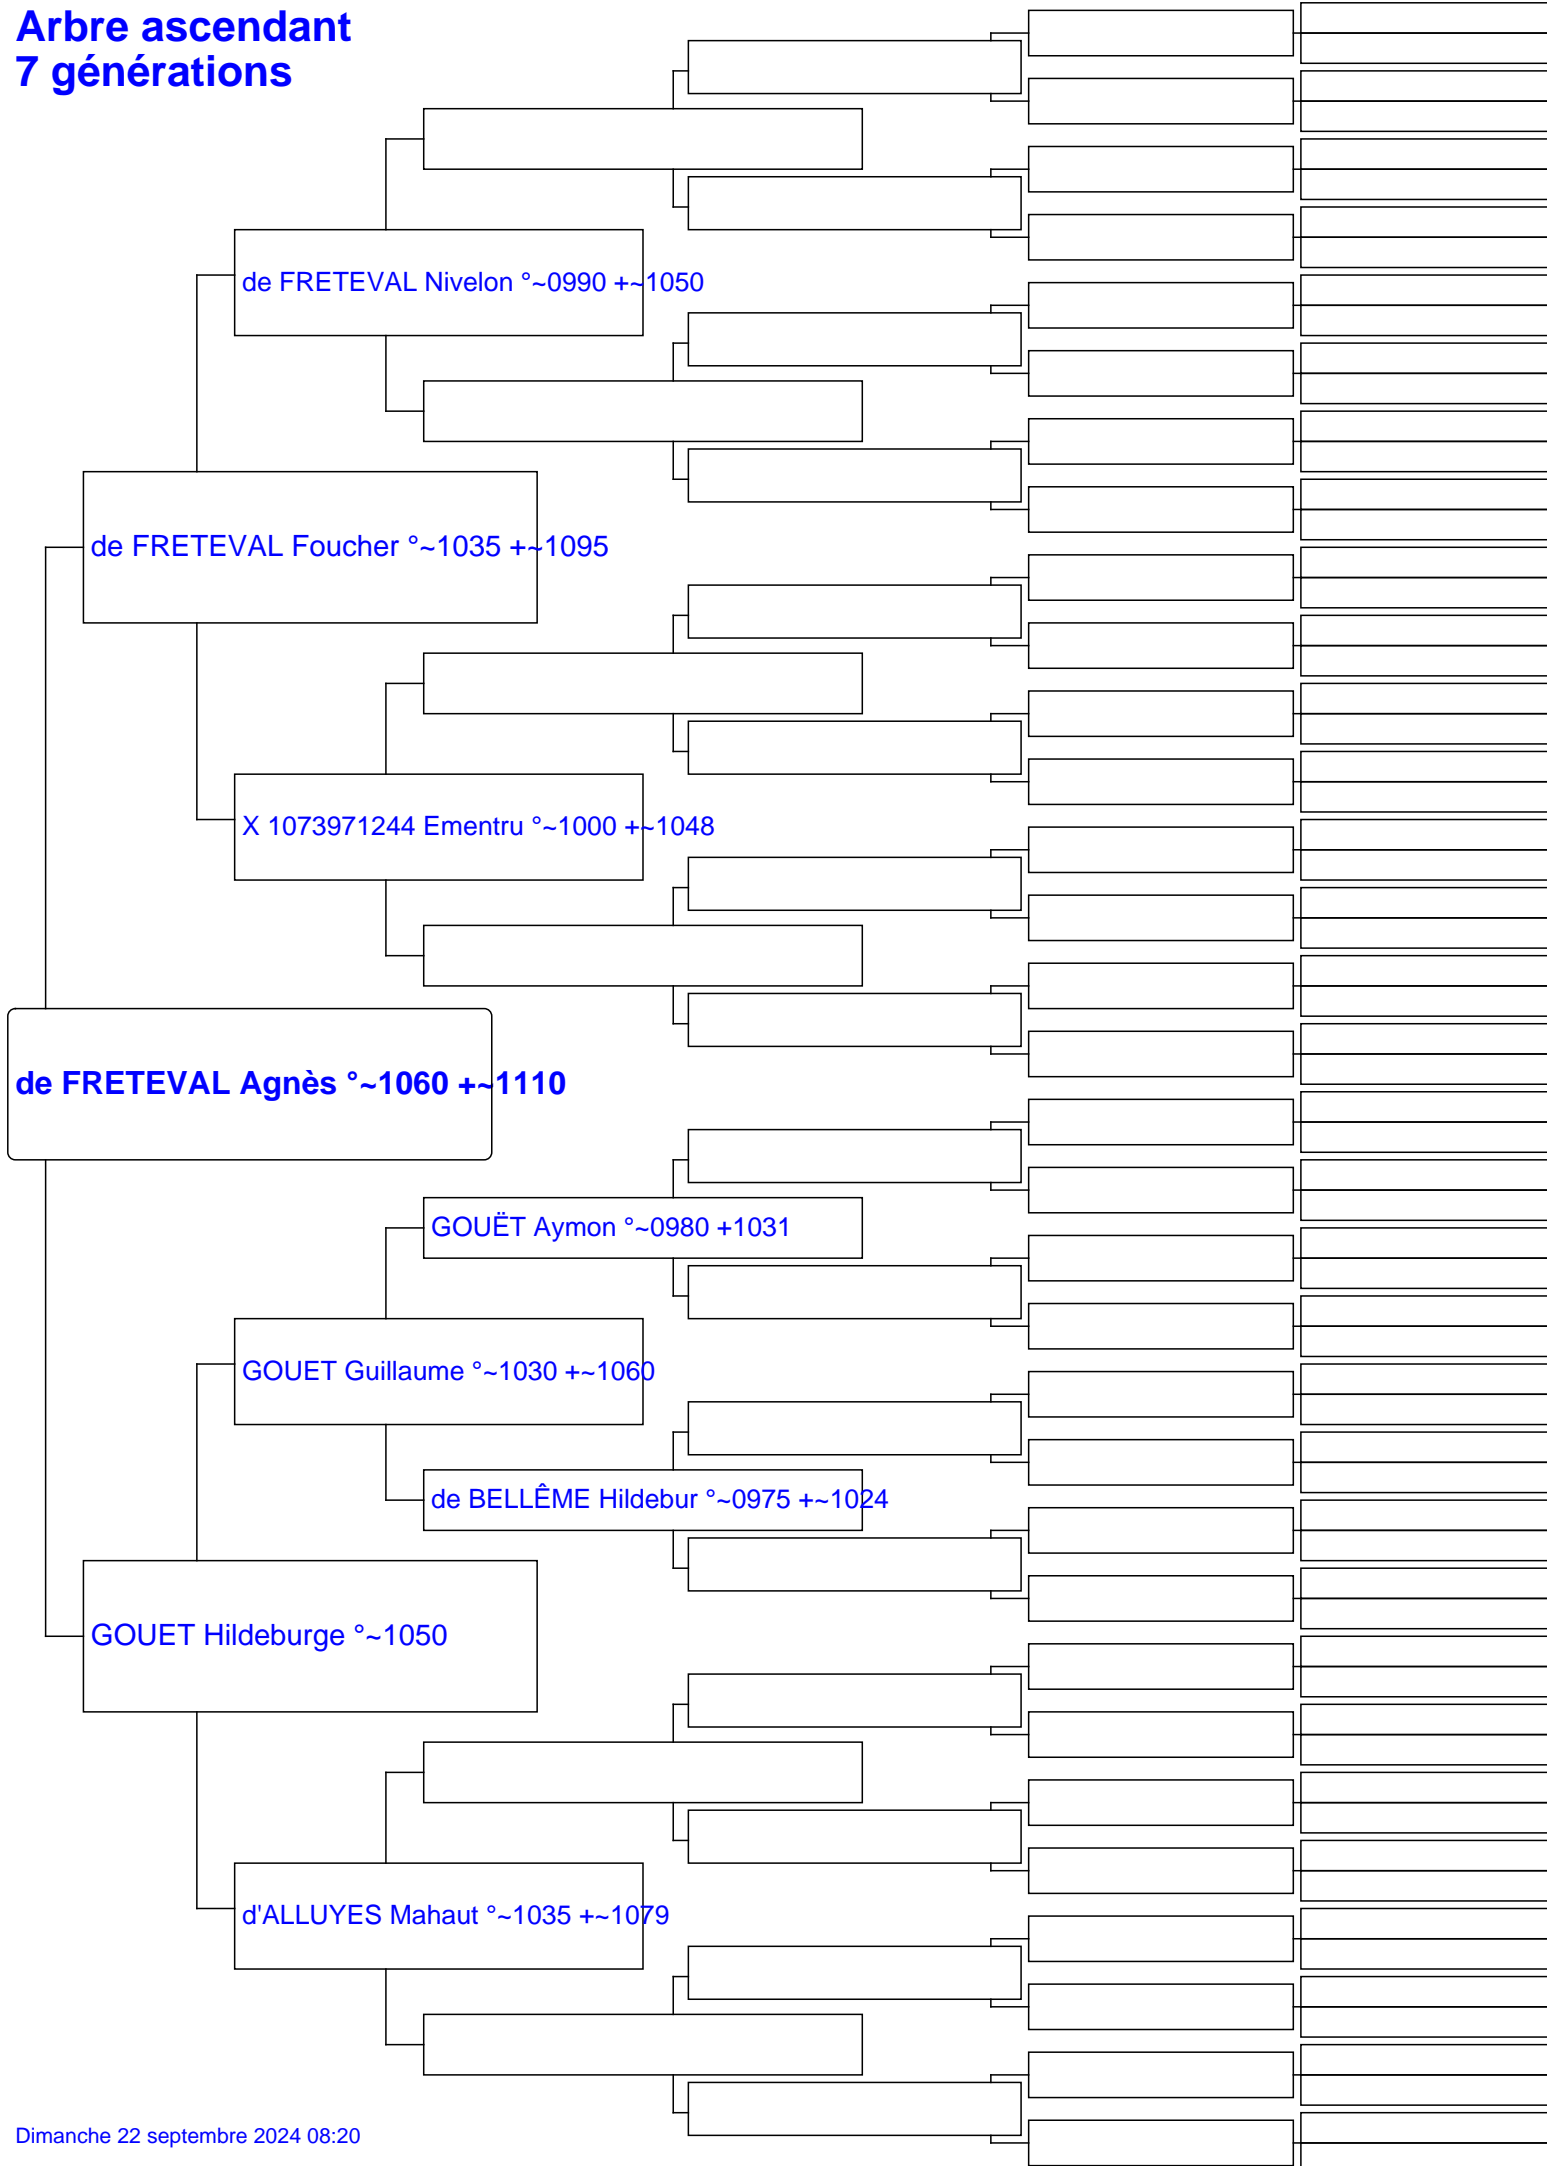 Arbre ascendant
7 générations
de FRETEVAL Nivelon °~0990 +~1050
de FRETEVAL Foucher °~1035 +~1095
X 1073971244 Ementru °~1000 +~1048
de FRETEVAL Agnès °~1060 +~1110
GOUËT Aymon °~0980 +1031
GOUET Guillaume °~1030 +~1060
de BELLÊME Hildebur °~0975 +~1024
GOUET Hildeburge °~1050
d'ALLUYES Mahaut °~1035 +~1079
Dimanche 22 septembre 2024 08:20